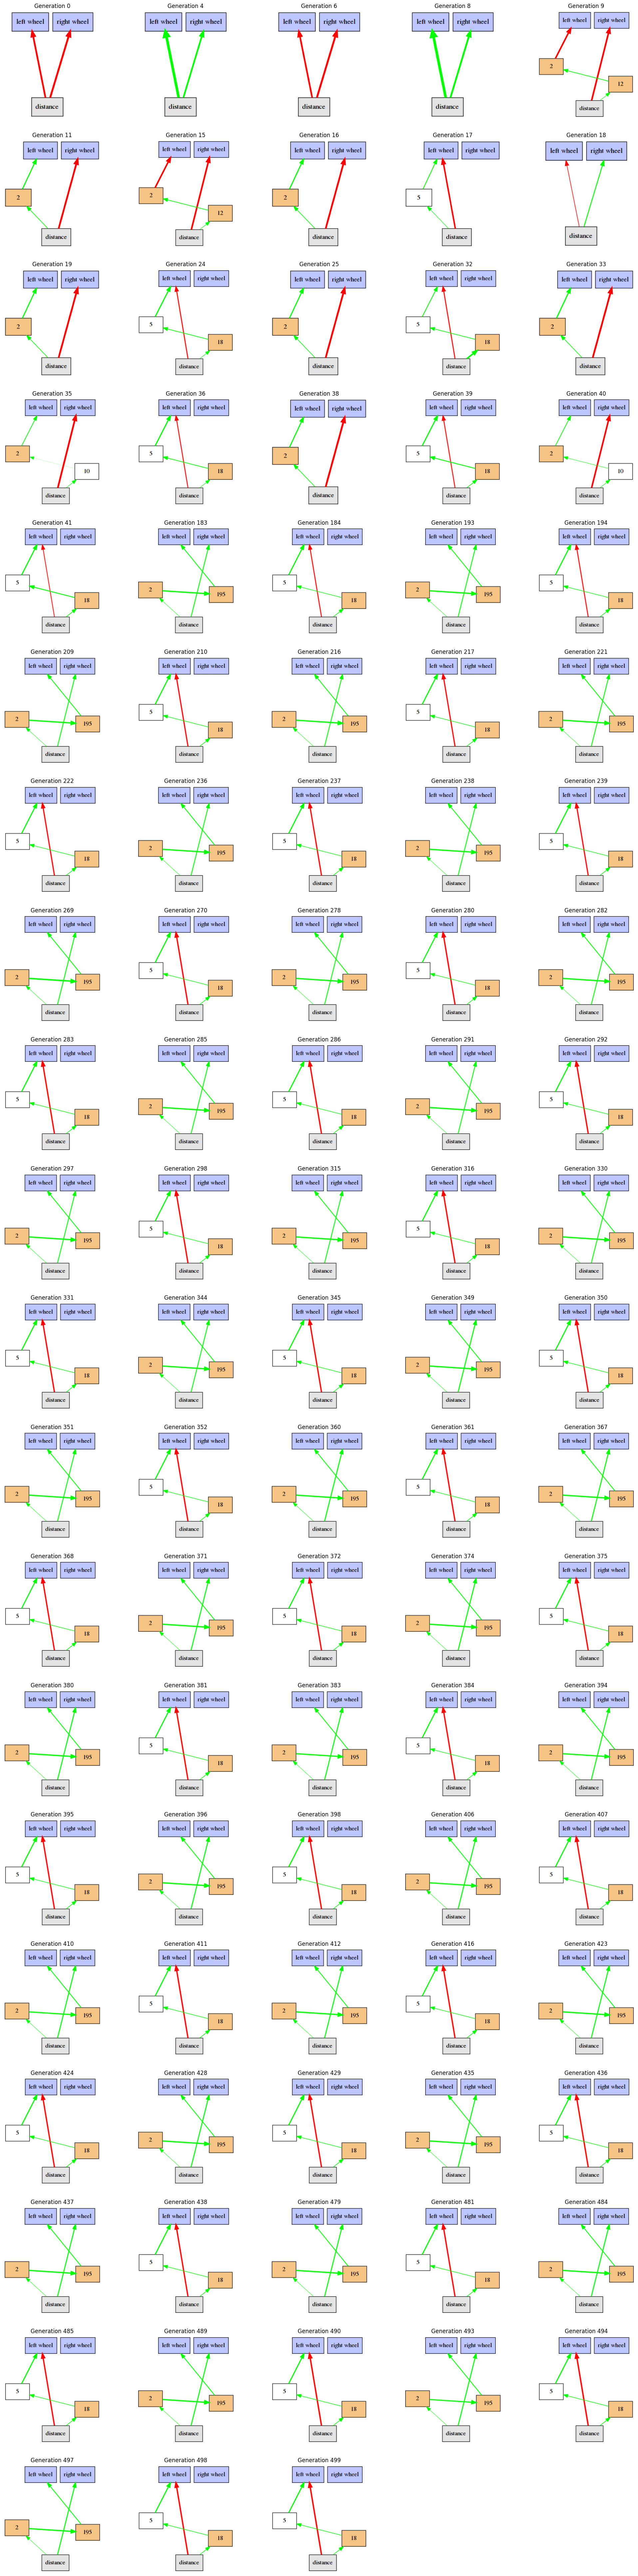 Generation 0 Generation 4 Generation 6 Generation 8 Generation 9
left wheel right wheel left wheel right wheel left wheel right wheel left wheel right wheel left wheel right wheel
2
12
distance distance distance distance distance
Generation 11 Generation 15 Generation 16 Generation 17 Generation 18
left wheel right wheel left wheel right wheel left wheel right wheel left wheel right wheel left wheel right wheel
2 2 2 5
12
distance distance distance distance distance
Generation 19 Generation 24 Generation 25 Generation 32 Generation 33
left wheel right wheel left wheel right wheel left wheel right wheel left wheel right wheel left wheel right wheel
2 5 2 5 2
18 18
distance distance distance distance distance
Generation 35 Generation 36 Generation 38 Generation 39 Generation 40
left wheel right wheel left wheel right wheel left wheel right wheel left wheel right wheel left wheel right wheel
2 5 2 5 2
10 18 18 10
distance distance distance distance distance
Generation 41 Generation 183 Generation 184 Generation 193 Generation 194
left wheel right wheel left wheel right wheel left wheel right wheel left wheel right wheel left wheel right wheel
5 2 5 2 5
18 195 18 195 18
distance distance distance distance distance
Generation 209 Generation 210 Generation 216 Generation 217 Generation 221
left wheel right wheel left wheel right wheel left wheel right wheel left wheel right wheel left wheel right wheel
2 5 2 5 2
195 18 195 18 195
distance distance distance distance distance
Generation 222 Generation 236 Generation 237 Generation 238 Generation 239
left wheel right wheel left wheel right wheel left wheel right wheel left wheel right wheel left wheel right wheel
5 2 5 2 5
18 195 18 195 18
distance distance distance distance distance
Generation 269 Generation 270 Generation 278 Generation 280 Generation 282
left wheel right wheel left wheel right wheel left wheel right wheel left wheel right wheel left wheel right wheel
2 5 2 5 2
195 18 195 18 195
distance distance distance distance distance
Generation 283 Generation 285 Generation 286 Generation 291 Generation 292
left wheel right wheel left wheel right wheel left wheel right wheel left wheel right wheel left wheel right wheel
5 2 5 2 5
18 195 18 195 18
distance distance distance distance distance
Generation 297 Generation 298 Generation 315 Generation 316 Generation 330
left wheel right wheel left wheel right wheel left wheel right wheel left wheel right wheel left wheel right wheel
2 5 2 5 2
195 18 195 18 195
distance distance distance distance distance
Generation 331 Generation 344 Generation 345 Generation 349 Generation 350
left wheel right wheel left wheel right wheel left wheel right wheel left wheel right wheel left wheel right wheel
5 2 5 2 5
18 195 18 195 18
distance distance distance distance distance
Generation 351 Generation 352 Generation 360 Generation 361 Generation 367
left wheel right wheel left wheel right wheel left wheel right wheel left wheel right wheel left wheel right wheel
2 5 2 5 2
195 18 195 18 195
distance distance distance distance distance
Generation 368 Generation 371 Generation 372 Generation 374 Generation 375
left wheel right wheel left wheel right wheel left wheel right wheel left wheel right wheel left wheel right wheel
5 2 5 2 5
18 195 18 195 18
distance distance distance distance distance
Generation 380 Generation 381 Generation 383 Generation 384 Generation 394
left wheel right wheel left wheel right wheel left wheel right wheel left wheel right wheel left wheel right wheel
2 5 2 5 2
195 18 195 18 195
distance distance distance distance distance
Generation 395 Generation 396 Generation 398 Generation 406 Generation 407
left wheel right wheel left wheel right wheel left wheel right wheel left wheel right wheel left wheel right wheel
5 2 5 2 5
18 195 18 195 18
distance distance distance distance distance
Generation 410 Generation 411 Generation 412 Generation 416 Generation 423
left wheel right wheel left wheel right wheel left wheel right wheel left wheel right wheel left wheel right wheel
2 5 2 5 2
195 18 195 18 195
distance distance distance distance distance
Generation 424 Generation 428 Generation 429 Generation 435 Generation 436
left wheel right wheel left wheel right wheel left wheel right wheel left wheel right wheel left wheel right wheel
5 2 5 2 5
18 195 18 195 18
distance distance distance distance distance
Generation 437 Generation 438 Generation 479 Generation 481 Generation 484
left wheel right wheel left wheel right wheel left wheel right wheel left wheel right wheel left wheel right wheel
2 5 2 5 2
195 18 195 18 195
distance distance distance distance distance
Generation 485 Generation 489 Generation 490 Generation 493 Generation 494
left wheel right wheel left wheel right wheel left wheel right wheel left wheel right wheel left wheel right wheel
5 2 5 2 5
18 195 18 195 18
distance distance distance distance distance
Generation 497 Generation 498 Generation 499
left wheel right wheel left wheel right wheel left wheel right wheel
2 5 5
195 18 18
distance distance distance